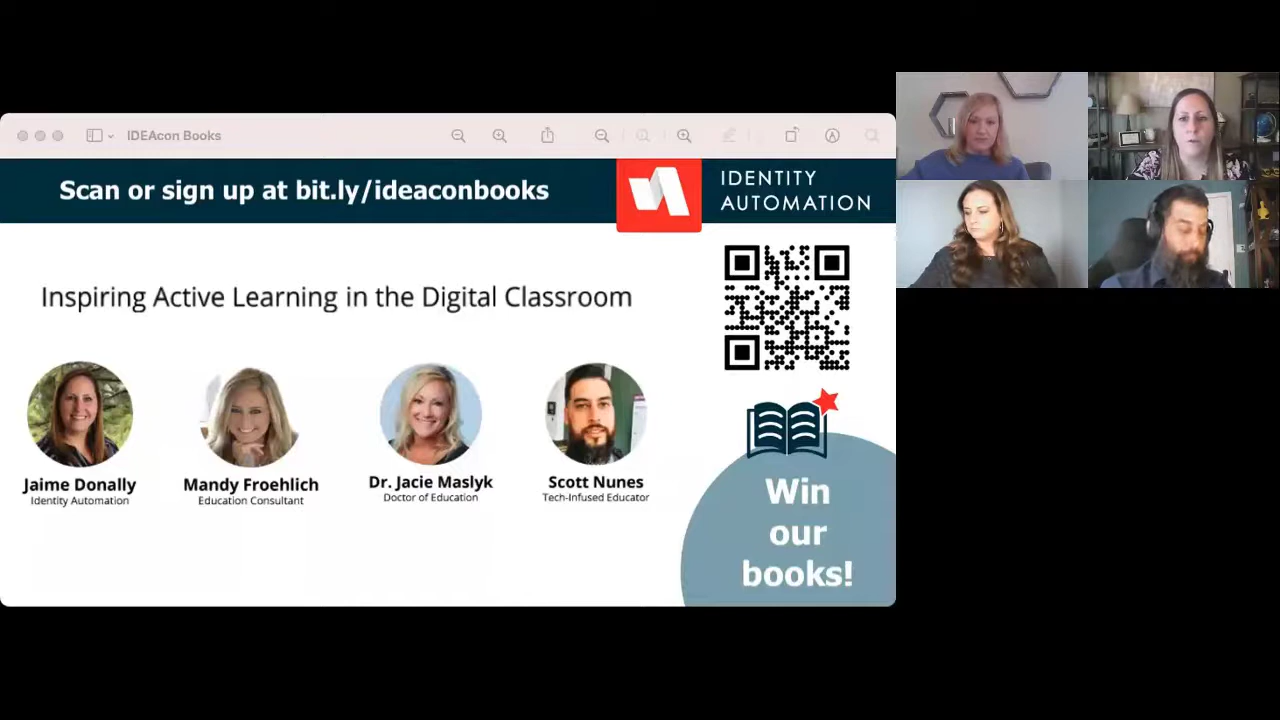 IDEAcon Books
Scan or sign up at bit.ly/ideaconbooks
IDENTITY
AUTOMATION
Inspiring Active Learning in the Digital Classroom
Jaime Donally
Identity Automation
Mandy Froehlich
Education Consultant
Dr. Jacie Maslyk
Doctor of Education
Scott Nunes
Tech-Infused Educator
Win
our
books!